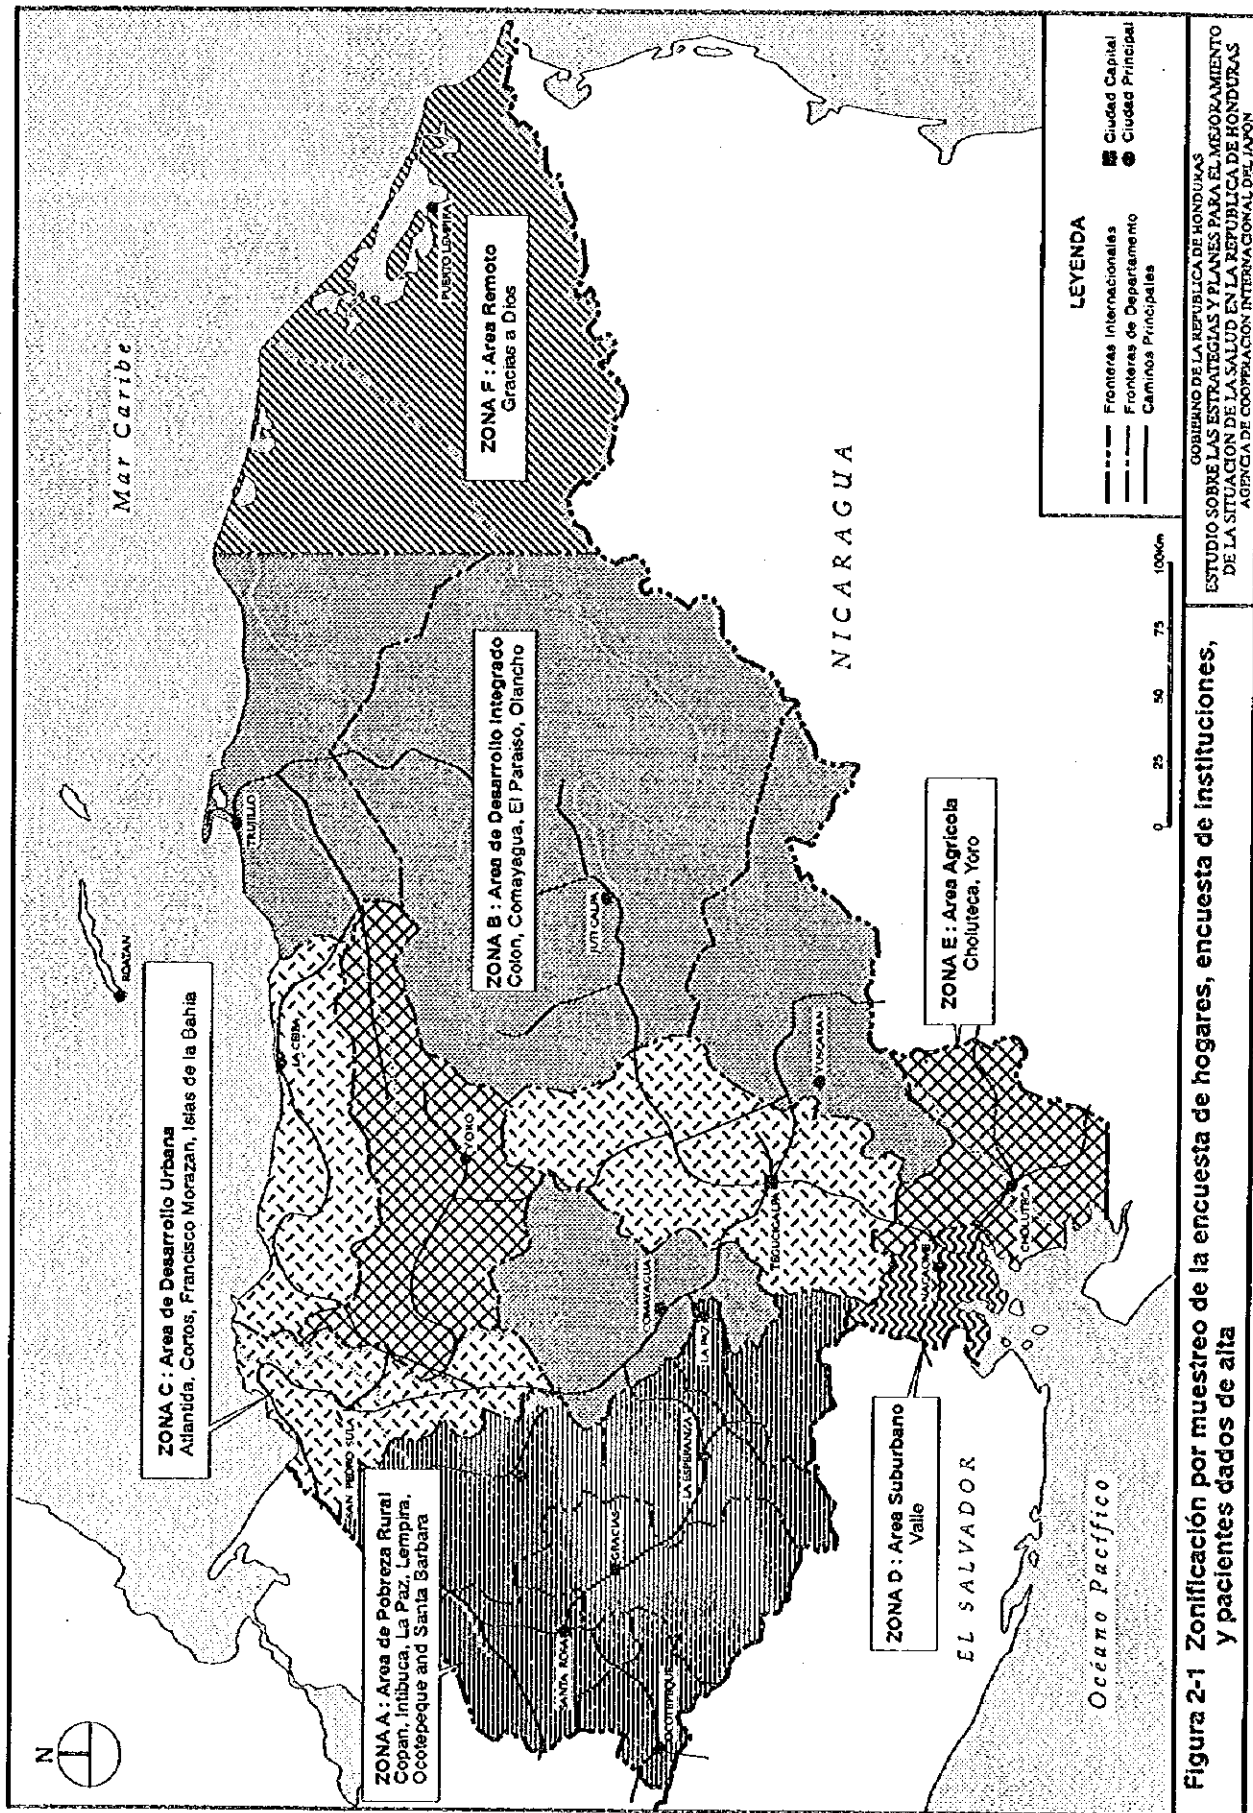 N
Mar Caribe
ROATAN
ZONA C : Area de Desarrollo Urbana
Atlantida, Cortos, Francisco Morazan, Islas de la Bahia
TRUJILLO
LA CEIBA
SAN PEDRO SULA
ZONA A : Area de Pobreza Rural
Copan, Intibuca, La Paz, Lempira,
Ocotepeque and Santa Barbara
YORO
ZONA F : Area Remoto
Gracias a Dios
PUERTO LEMPIRA
ZONA B : Area de Desarrollo Integrado
Colon, Comayagua, El Paraiso, Olancho
JUTICALPA
SANTA ROSA
GRACIAS
LA ESPERANZA
COMAYAGUA
LA PAZ
OCOTEPEQUE
TEGUCIGALPA
YUSCARAN
NICARAGUA
NACAOME
CHOLUTECA
ZONA D : Area Suburbano
Valle
ZONA E : Area Agricola
Choluteca, Yoro
EL SALVADOR
Océano Pacífico
0 25 50 75 100Km
LEYENDA
Fronteras Internacionales
Fronteras de Departamento
Caminos Principales
Ciudad Capital
Ciudad Principal
Figura 2-1 Zonificación por muestreo de la encuesta de hogares, encuesta de instituciones,
y pacientes dados de alta
GOBIERNO DE LA REPUBLICA DE HONDURAS
ESTUDIO SOBRE LAS ESTRATEGIAS Y PLANES PARA EL MEJORAMIENTO
DE LA SITUACION DE LA SALUD EN LA REPUBLICA DE HONDURAS
AGENCIA DE COOPERACION INTERNACIONAL DEL JAPON